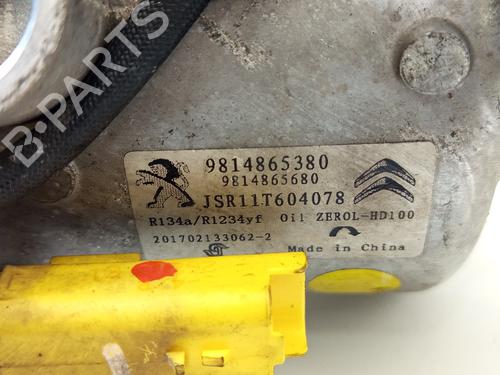 B-PARTS
9814865380
9814865680
JSR11T604078
R134a/R1234yf Oil ZEROL-HD100
201702133062-2
Made in China